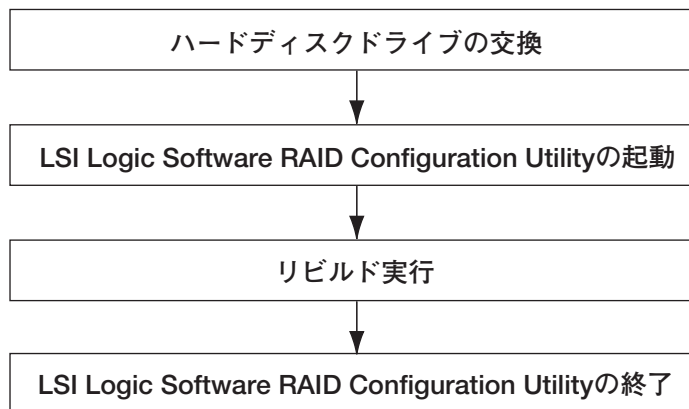 ハードディスクドライブの交換
LSI Logic Software RAID Configuration Utilityの起動
リビルド実行
LSI Logic Software RAID Configuration Utilityの終了